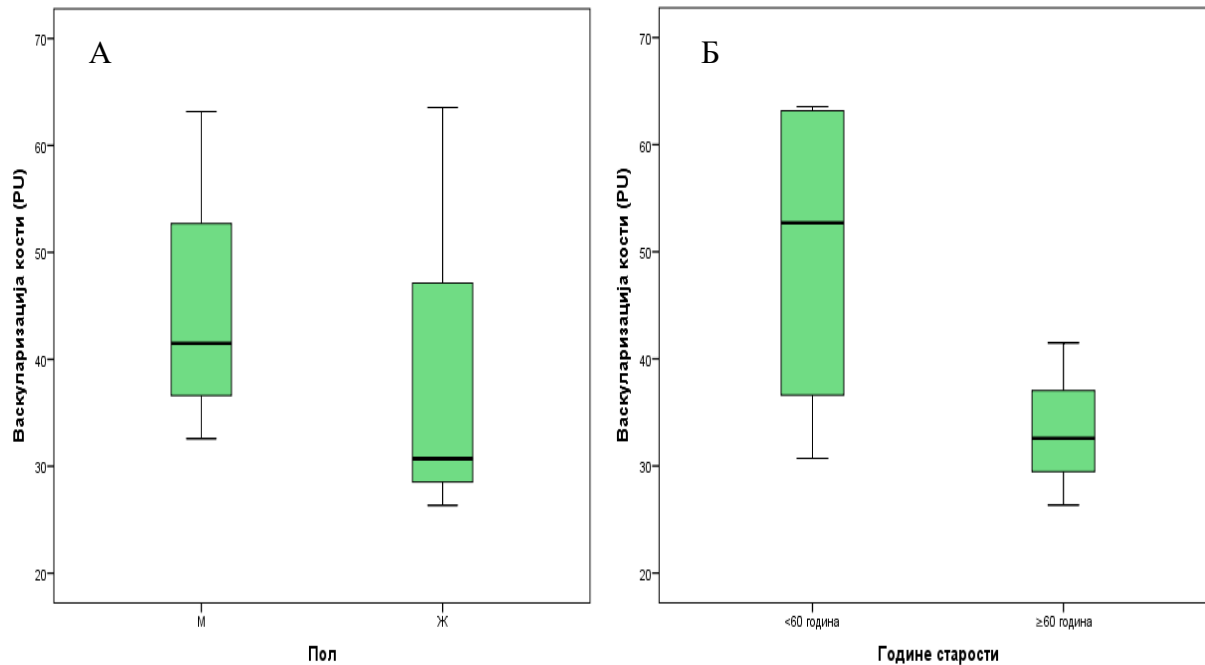 А
70
60
50
40
30
20
Васкуларизација кости (PU)
М
Ж
Пол
Б
70
60
50
40
30
20
Васкуларизација кости (PU)
<60 година
≥60 година
Године старости